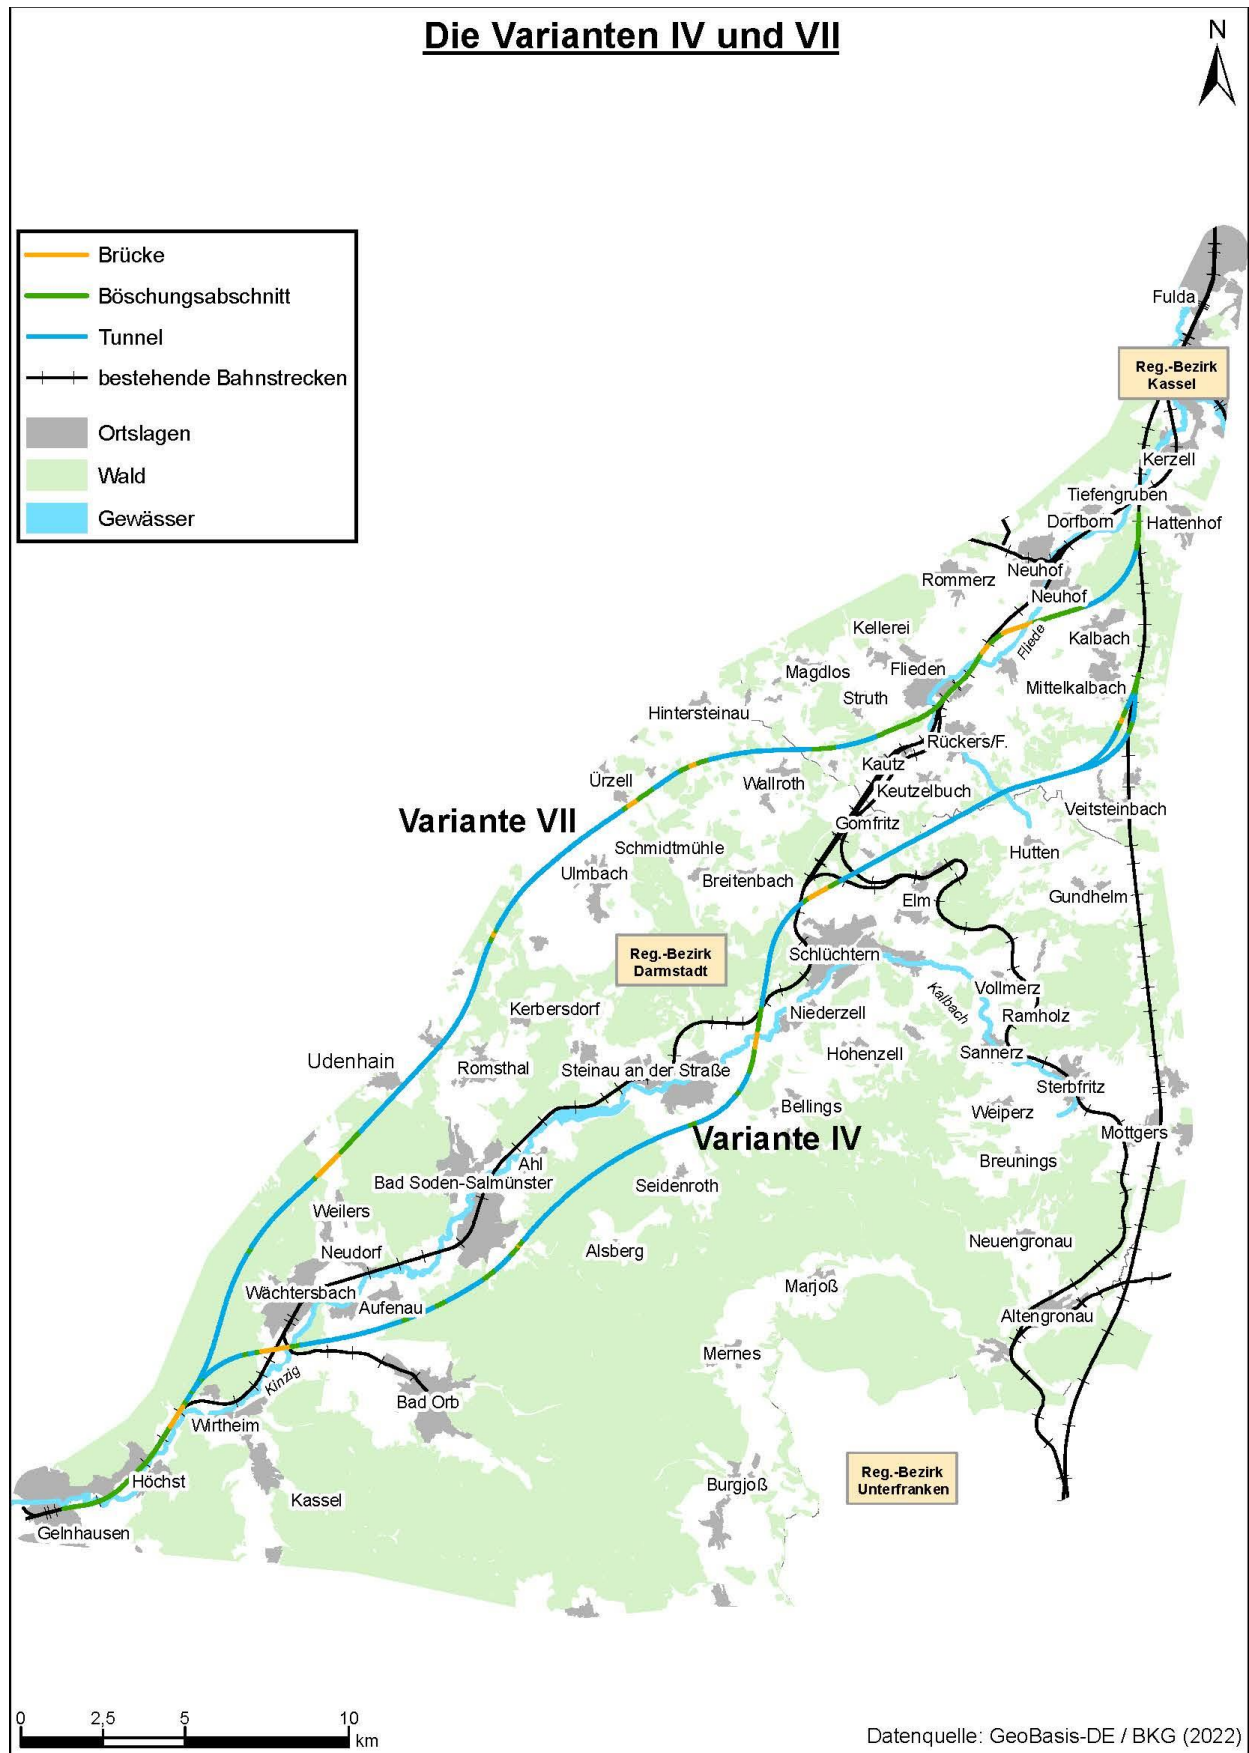 Die Varianten IV und VII
N
Brücke
Böschungsabschnitt
Tunnel
bestehende Bahnstrecken
Ortslagen
Wald
Gewässer
Fulda
Reg.-Bezirk
Kassel
Kerzell
Tiefengruben
Dorfborn
Hattenhof
Neuhof
Rommerz
Neuhof
Kellerei
Fliede
Kalbach
Magdlos
Flieden
Mittelkalbach
Struth
Hintersteinau
Rückers/F.
Kautz
Ürzell
Wallroth
Keutzelbuch
Veitsteinbach
Variante VII
Gomfritz
Schmidtmühle
Hutten
Ulmbach
Breitenbach
Elm
Gundhelm
Reg.-Bezirk
Darmstadt
Schlüchtern
Kalbach
Vollmerz
Kerbersdorf
Niederzell
Ramholz
Udenhain
Romsthal
Steinau an der Straße
Hohenzell
Sannerz
Sterbfritz
Bellings
Weiperz
Variante IV
Mottgers
Ahl
Breunings
Bad Soden-Salmünster
Seidenroth
Weilers
Neudorf
Alsberg
Neuengronau
Wächtersbach
Aufenau
Marjoß
Altengronau
Mernes
Kinzig
Bad Orb
Wirtheim
Höchst
Burgjoß
Reg.-Bezirk
Unterfranken
Kassel
Gelnhausen
0 2,5 5 10
km
Datenquelle: GeoBasis-DE / BKG (2022)